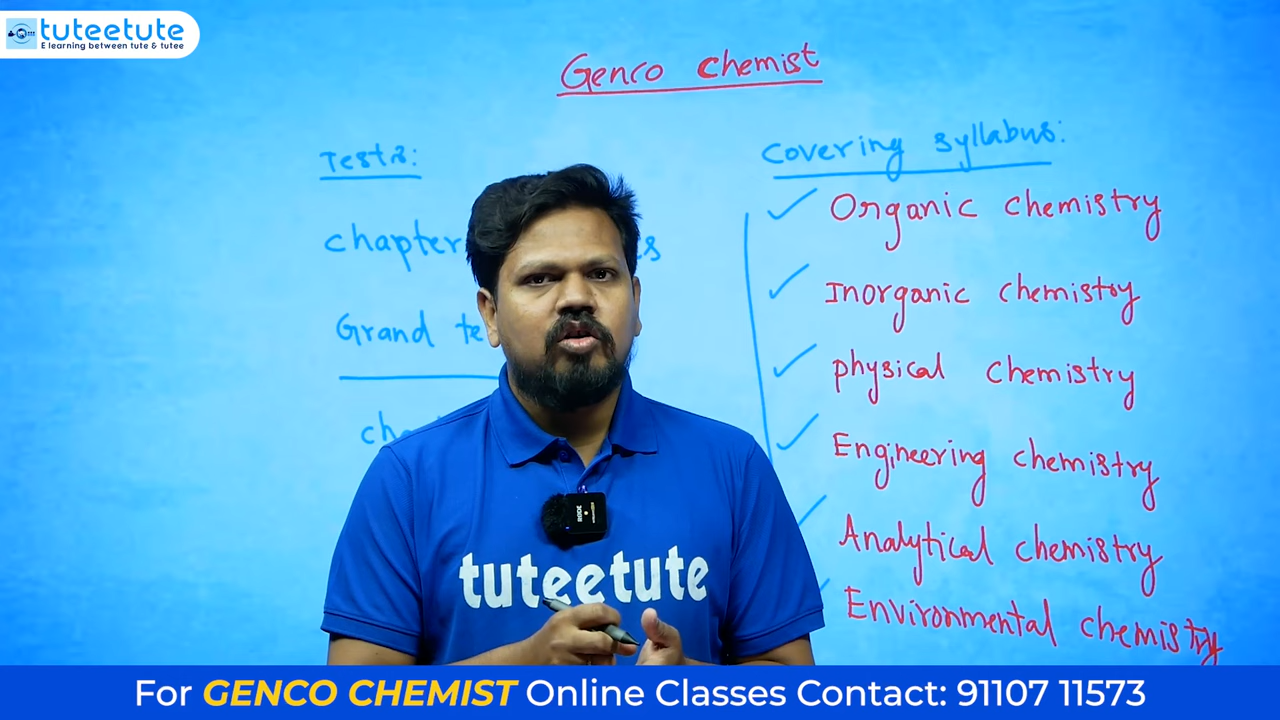 tuteetute
E learning between tute & tutee
Genco chemist
Tests:
chapter
Grand te
Covering syllabus:
Organic chemistry
Inorganic chemistry
physical chemistry
Engineering chemistry
Analytical chemistry
Environmental chemistry
RODE
tuteetute
For GENCO CHEMIST Online Classes Contact: 91107 11573